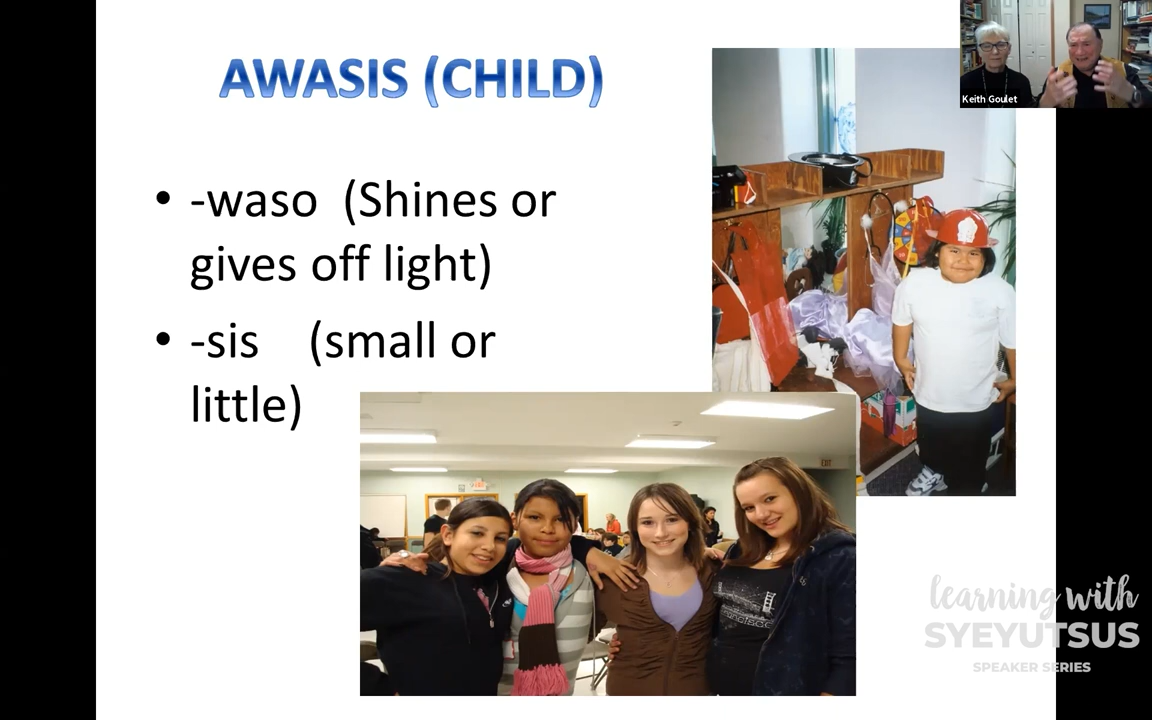 AWASIS (CHILD)
Keith Goulet
• -waso (Shines or
gives off light)
• -sis (small or
little)
EXIT
learning with
SYEYUTSUS
SPEAKER SERIES